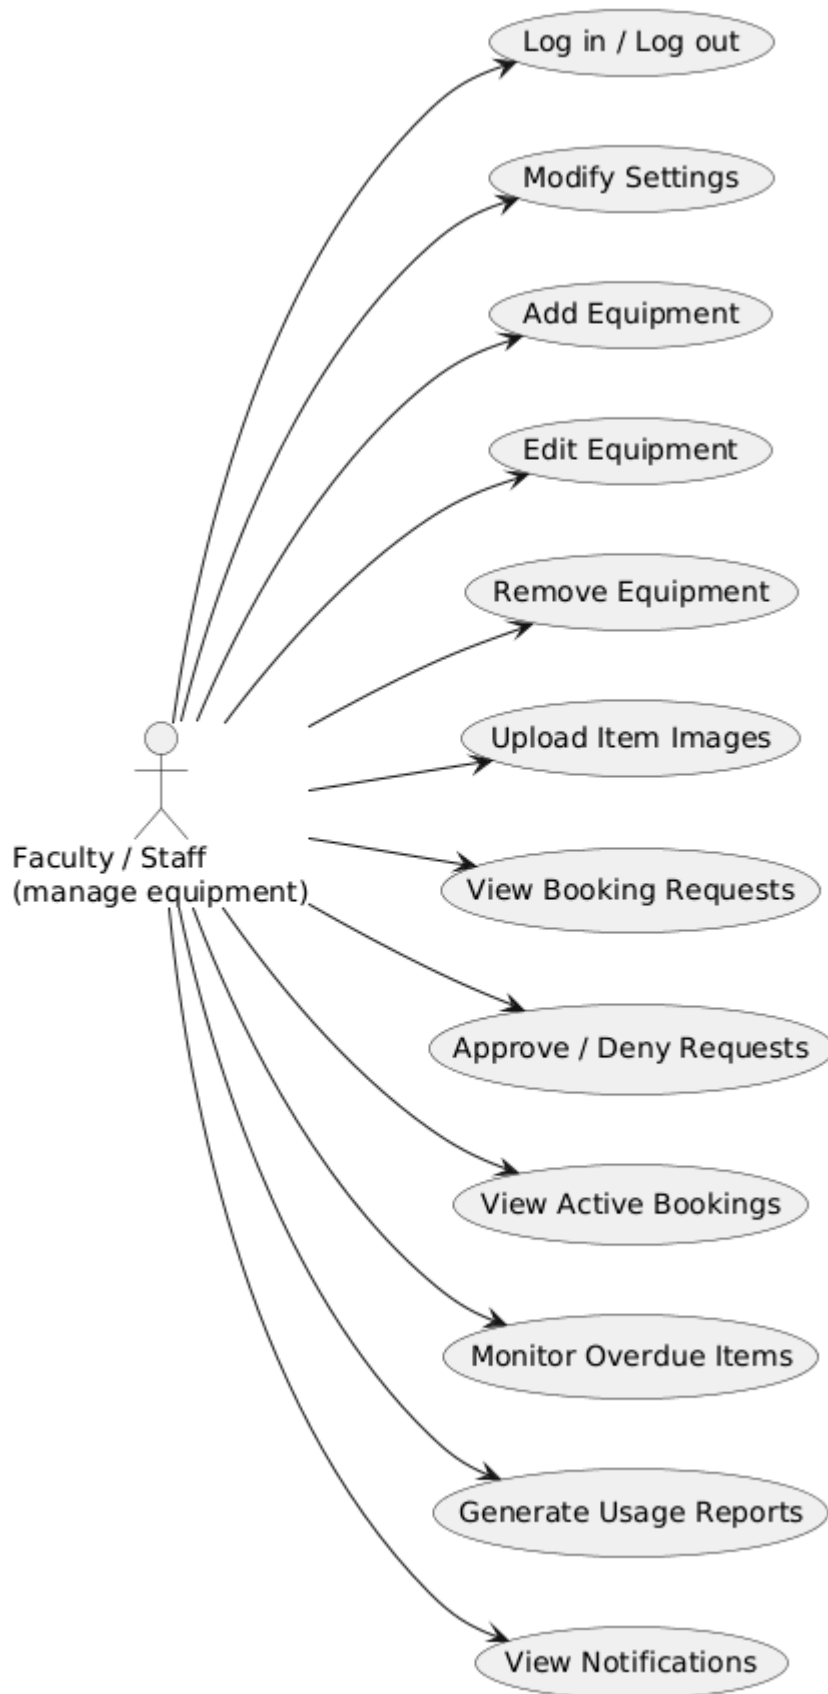 Log in / Log out
Modify Settings
Add Equipment
Edit Equipment
Remove Equipment
Upload Item Images
Faculty / Staff
(manage equipment)
View Booking Requests
Approve / Deny Requests
View Active Bookings
Monitor Overdue Items
Generate Usage Reports
View Notifications